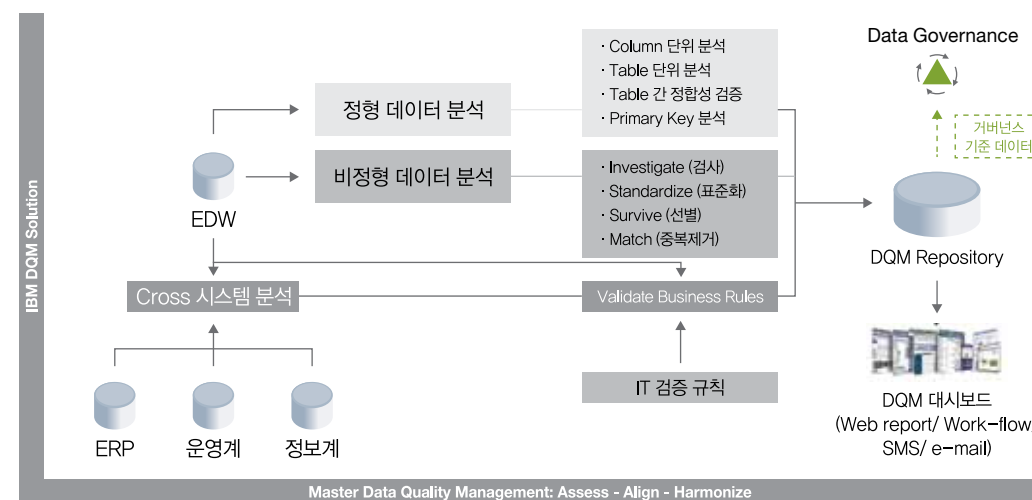 IBM DQM Solution
정형 데이터 분석
· Column 단위 분석
· Table 단위 분석
· Table 간 정합성 검증
· Primary Key 분석
Data Governance
거버넌스
기준 데이터
비정형 데이터 분석
· Investigate (검사)
· Standardize (표준화)
· Survive (선별)
· Match (중복제거)
EDW
DQM Repository
Cross 시스템 분석
Validate Business Rules
IT 검증 규칙
ERP
운영계
정보계
DQM 대시보드
(Web report/ Work-flow/
SMS/ e-mail)
Master Data Quality Management: Assess - Align - Harmonize